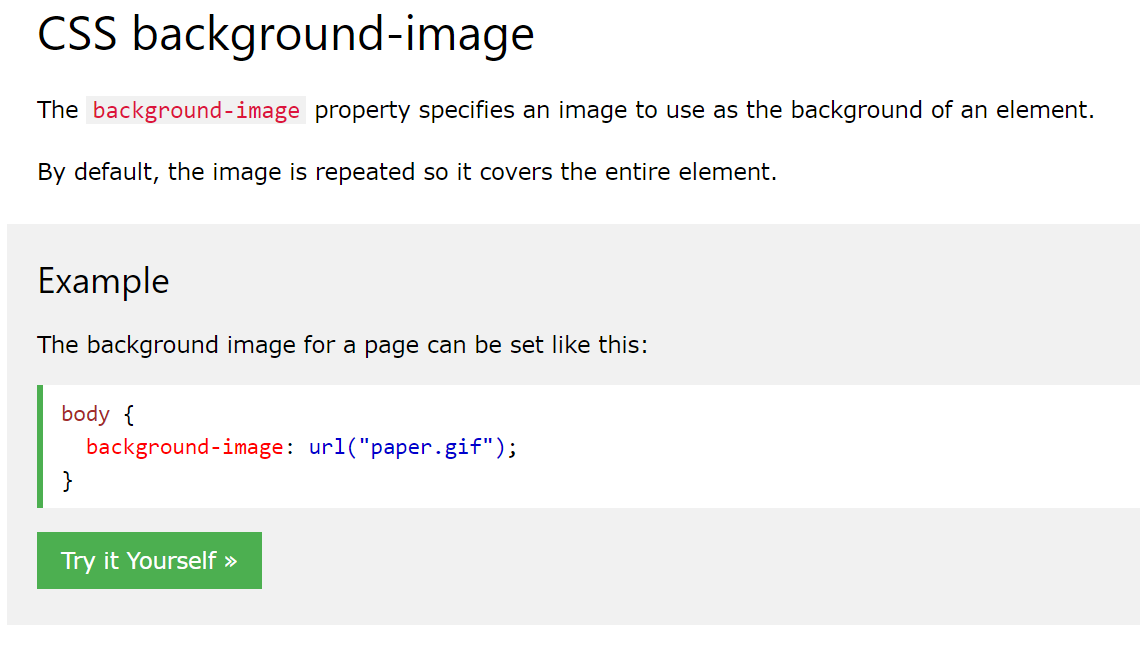 CSS background-image
The background-image property specifies an image to use as the background of an element.
By default, the image is repeated so it covers the entire element.
Example
The background image for a page can be set like this:
body {
  background-image: url("paper.gif");
}
Try it Yourself »